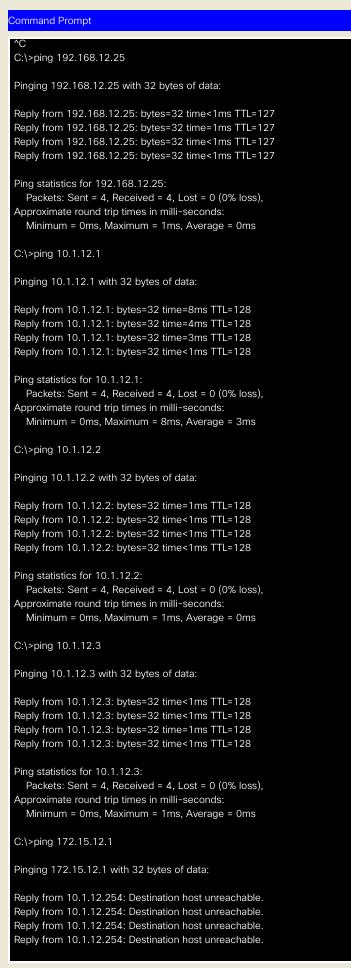 Command Prompt
^C
C:\>ping 192.168.12.25
Pinging 192.168.12.25 with 32 bytes of data:
Reply from 192.168.12.25: bytes=32 time<1ms TTL=127
Reply from 192.168.12.25: bytes=32 time=1ms TTL=127
Reply from 192.168.12.25: bytes=32 time<1ms TTL=127
Reply from 192.168.12.25: bytes=32 time<1ms TTL=127
Ping statistics for 192.168.12.25:
Packets: Sent = 4, Received = 4, Lost = 0 (0% loss),
Approximate round trip times in milli-seconds:
Minimum = 0ms, Maximum = 1ms, Average = 0ms
C:\>ping 10.1.12.1
Pinging 10.1.12.1 with 32 bytes of data:
Reply from 10.1.12.1: bytes=32 time=8ms TTL=128
Reply from 10.1.12.1: bytes=32 time=4ms TTL=128
Reply from 10.1.12.1: bytes=32 time=3ms TTL=128
Reply from 10.1.12.1: bytes=32 time<1ms TTL=128
Ping statistics for 10.1.12.1:
Packets: Sent = 4, Received = 4, Lost = 0 (0% loss),
Approximate round trip times in milli-seconds:
Minimum = 0ms, Maximum = 8ms, Average = 3ms
C:\>ping 10.1.12.2
Pinging 10.1.12.2 with 32 bytes of data:
Reply from 10.1.12.2: bytes=32 time=1ms TTL=128
Reply from 10.1.12.2: bytes=32 time<1ms TTL=128
Reply from 10.1.12.2: bytes=32 time<1ms TTL=128
Reply from 10.1.12.2: bytes=32 time<1ms TTL=128
Ping statistics for 10.1.12.2:
Packets: Sent = 4, Received = 4, Lost = 0 (0% loss),
Approximate round trip times in milli-seconds:
Minimum = 0ms, Maximum = 1ms, Average = 0ms
C:\>ping 10.1.12.3
Pinging 10.1.12.3 with 32 bytes of data:
Reply from 10.1.12.3: bytes=32 time<1ms TTL=128
Reply from 10.1.12.3: bytes=32 time<1ms TTL=128
Reply from 10.1.12.3: bytes=32 time=1ms TTL=128
Reply from 10.1.12.3: bytes=32 time<1ms TTL=128
Ping statistics for 10.1.12.3:
Packets: Sent = 4, Received = 4, Lost = 0 (0% loss),
Approximate round trip times in milli-seconds:
Minimum = 0ms, Maximum = 1ms, Average = 0ms
C:\>ping 172.15.12.1
Pinging 172.15.12.1 with 32 bytes of data:
Reply from 10.1.12.254: Destination host unreachable.
Reply from 10.1.12.254: Destination host unreachable.
Reply from 10.1.12.254: Destination host unreachable.
Reply from 10.1.12.254: Destination host unreachable.